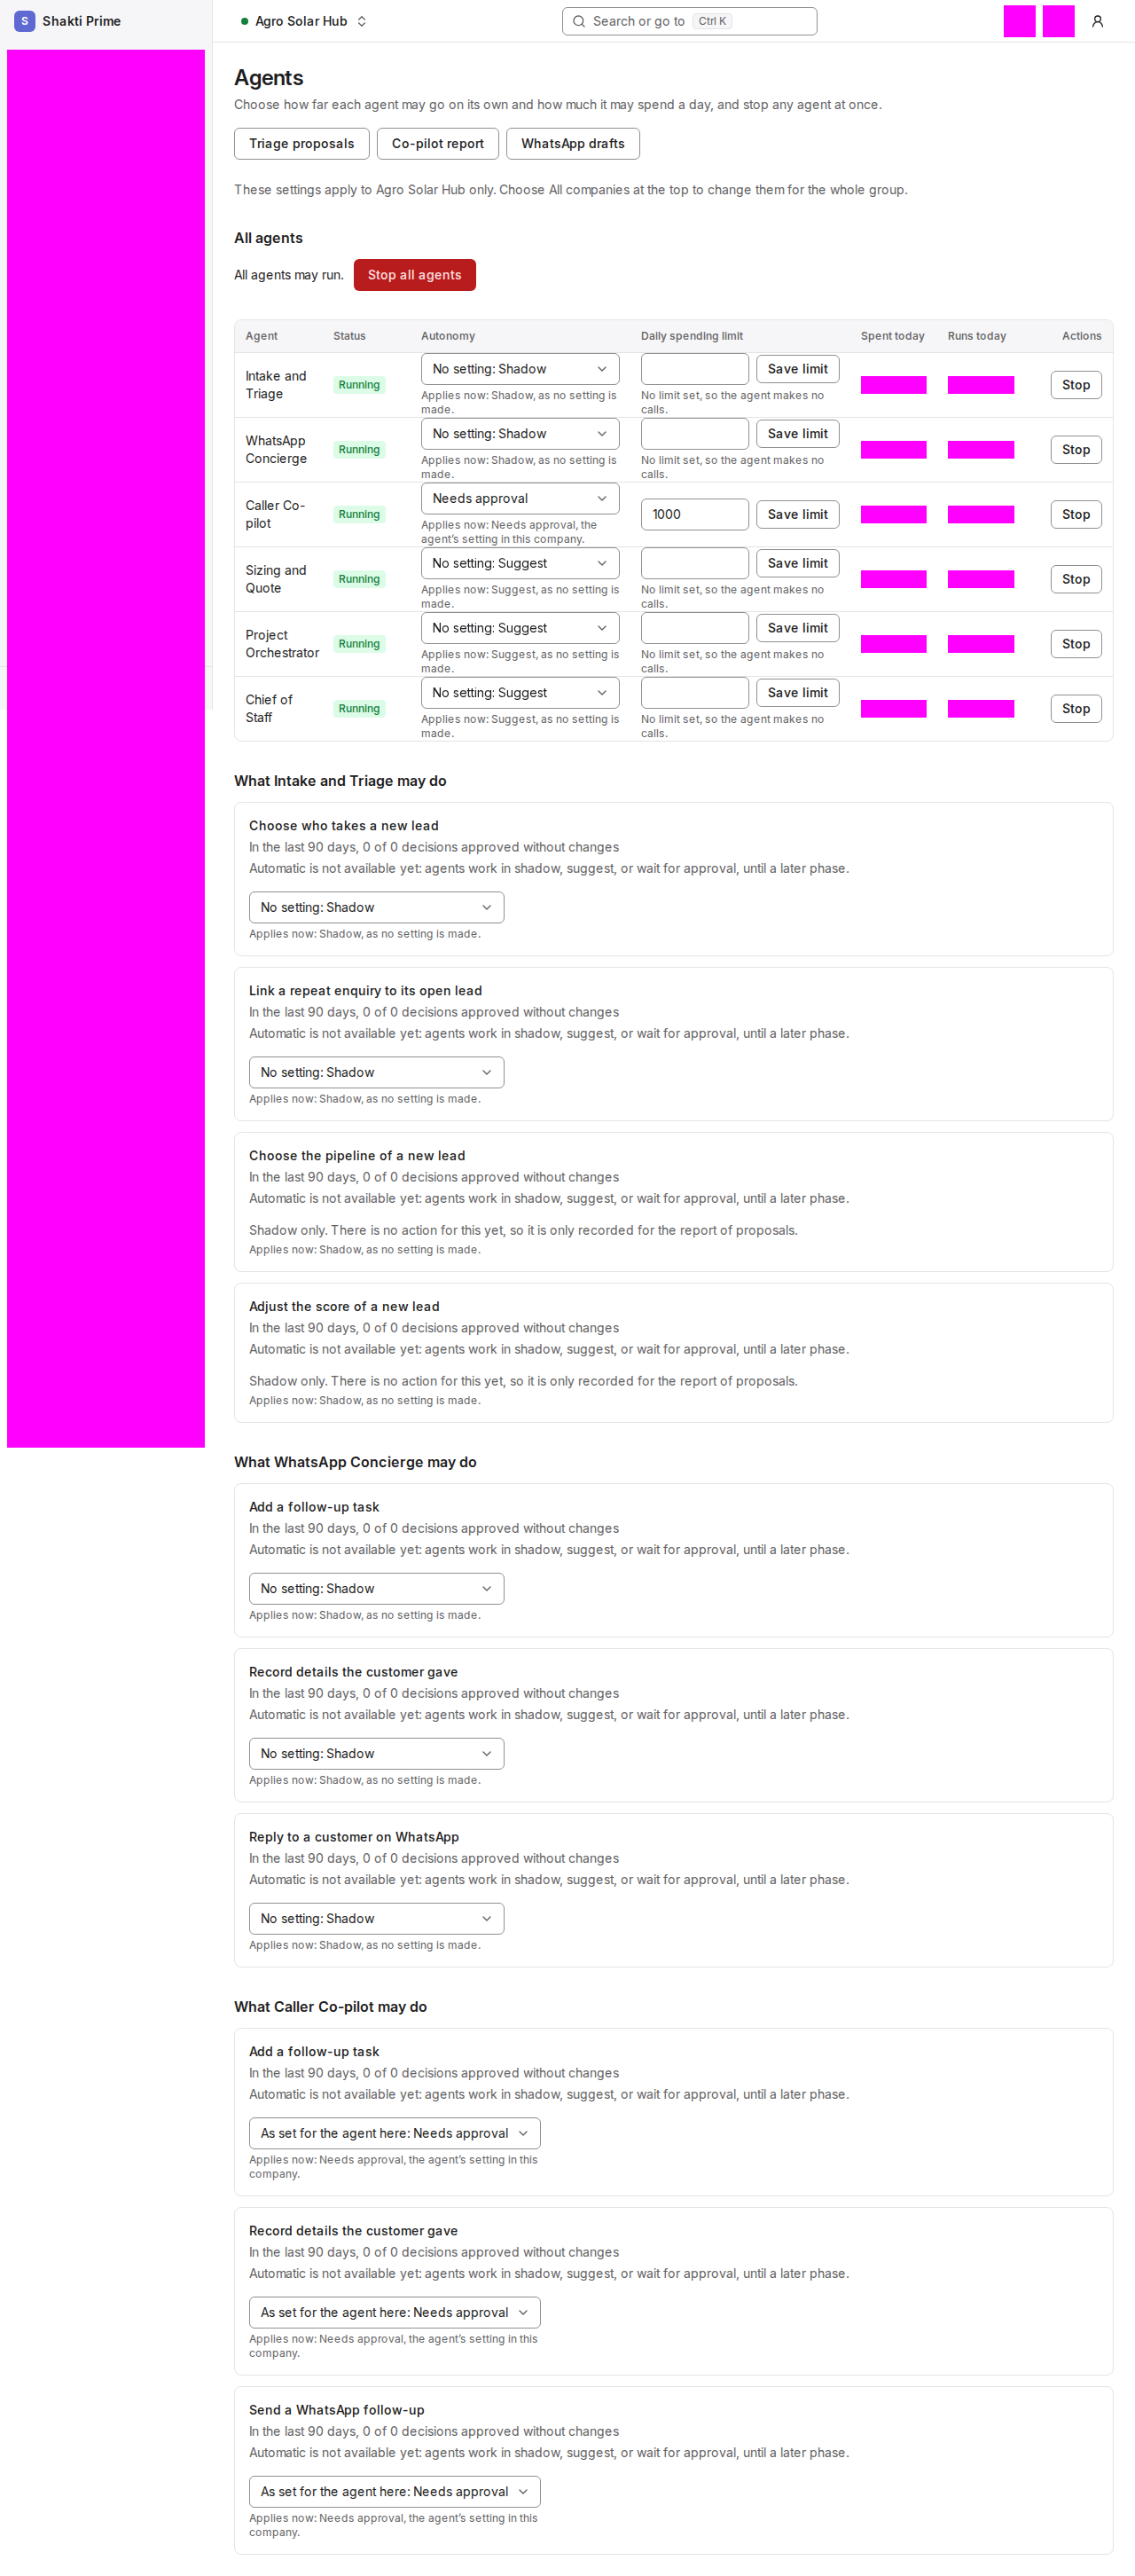 S Shakti Prime
Agro Solar Hub
Search or go to Ctrl K
Agents
Choose how far each agent may go on its own and how much it may spend a day, and stop any agent at once.
Triage proposals
Co-pilot report
WhatsApp drafts
These settings apply to Agro Solar Hub only. Choose All companies at the top to change them for the whole group.
All agents
All agents may run. Stop all agents
Agent Status Autonomy Daily spending limit Spent today Runs today Actions
Intake and Triage
Running
No setting: Shadow
Applies now: Shadow, as no setting is made.
Save limit
No limit set, so the agent makes no calls.
Stop
WhatsApp Concierge
Running
No setting: Shadow
Applies now: Shadow, as no setting is made.
Save limit
No limit set, so the agent makes no calls.
Stop
Caller Co-pilot
Running
Needs approval
Applies now: Needs approval, the agent’s setting in this company.
1000
Save limit
Stop
Sizing and Quote
Running
No setting: Suggest
Applies now: Suggest, as no setting is made.
Save limit
No limit set, so the agent makes no calls.
Stop
Project Orchestrator
Running
No setting: Suggest
Applies now: Suggest, as no setting is made.
Save limit
No limit set, so the agent makes no calls.
Stop
Chief of Staff
Running
No setting: Suggest
Applies now: Suggest, as no setting is made.
Save limit
No limit set, so the agent makes no calls.
Stop
What Intake and Triage may do
Choose who takes a new lead
In the last 90 days, 0 of 0 decisions approved without changes
Automatic is not available yet: agents work in shadow, suggest, or wait for approval, until a later phase.
No setting: Shadow
Applies now: Shadow, as no setting is made.
Link a repeat enquiry to its open lead
In the last 90 days, 0 of 0 decisions approved without changes
Automatic is not available yet: agents work in shadow, suggest, or wait for approval, until a later phase.
No setting: Shadow
Applies now: Shadow, as no setting is made.
Choose the pipeline of a new lead
In the last 90 days, 0 of 0 decisions approved without changes
Automatic is not available yet: agents work in shadow, suggest, or wait for approval, until a later phase.
Shadow only. There is no action for this yet, so it is only recorded for the report of proposals.
Applies now: Shadow, as no setting is made.
Adjust the score of a new lead
In the last 90 days, 0 of 0 decisions approved without changes
Automatic is not available yet: agents work in shadow, suggest, or wait for approval, until a later phase.
Shadow only. There is no action for this yet, so it is only recorded for the report of proposals.
Applies now: Shadow, as no setting is made.
What WhatsApp Concierge may do
Add a follow-up task
In the last 90 days, 0 of 0 decisions approved without changes
Automatic is not available yet: agents work in shadow, suggest, or wait for approval, until a later phase.
No setting: Shadow
Applies now: Shadow, as no setting is made.
Record details the customer gave
In the last 90 days, 0 of 0 decisions approved without changes
Automatic is not available yet: agents work in shadow, suggest, or wait for approval, until a later phase.
No setting: Shadow
Applies now: Shadow, as no setting is made.
Reply to a customer on WhatsApp
In the last 90 days, 0 of 0 decisions approved without changes
Automatic is not available yet: agents work in shadow, suggest, or wait for approval, until a later phase.
No setting: Shadow
Applies now: Shadow, as no setting is made.
What Caller Co-pilot may do
Add a follow-up task
In the last 90 days, 0 of 0 decisions approved without changes
Automatic is not available yet: agents work in shadow, suggest, or wait for approval, until a later phase.
As set for the agent here: Needs approval
Applies now: Needs approval, the agent’s setting in this
company.
Record details the customer gave
In the last 90 days, 0 of 0 decisions approved without changes
Automatic is not available yet: agents work in shadow, suggest, or wait for approval, until a later phase.
As set for the agent here: Needs approval
Applies now: Needs approval, the agent’s setting in this
company.
Send a WhatsApp follow-up
In the last 90 days, 0 of 0 decisions approved without changes
Automatic is not available yet: agents work in shadow, suggest, or wait for approval, until a later phase.
As set for the agent here: Needs approval
Applies now: Needs approval, the agent’s setting in this
company.